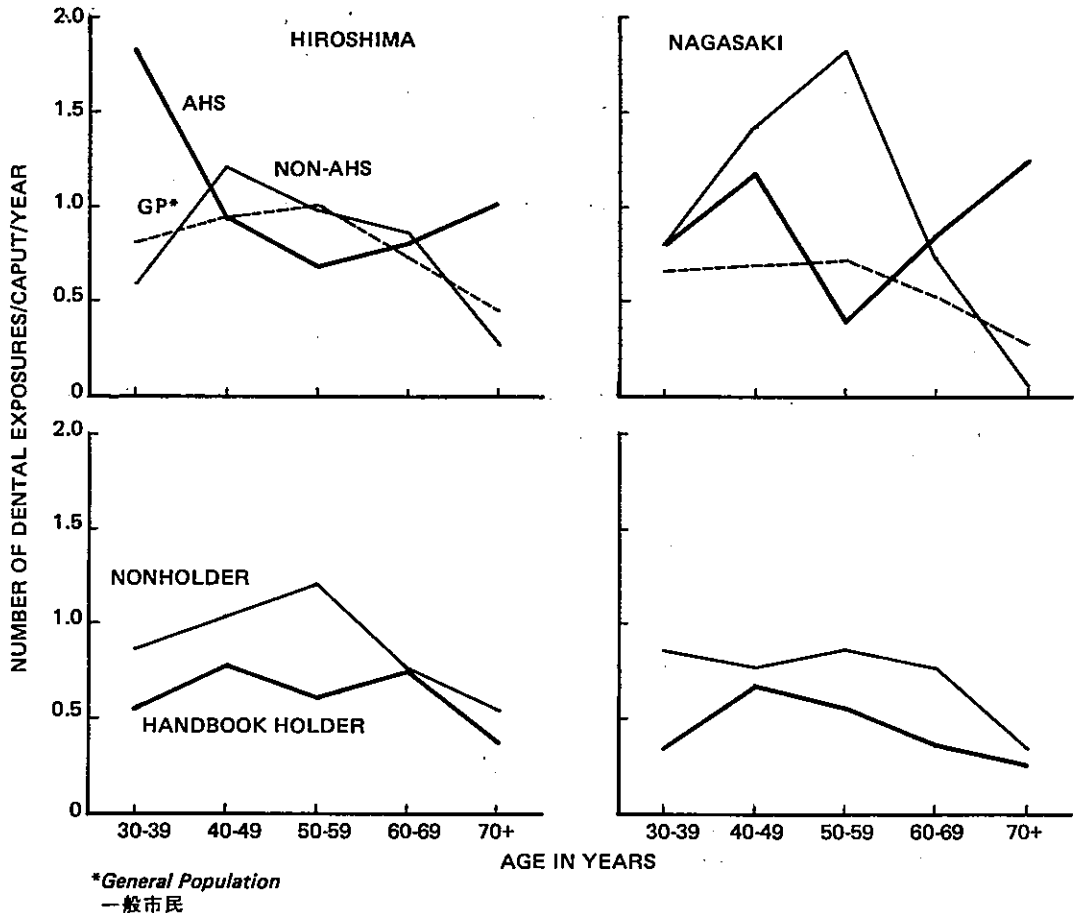 HIROSHIMA
NAGASAKI
2.0
1.5
1.0
0.5
0
AHS
NON-AHS
GP*
NUMBER OF DENTAL EXPOSURES/CAPUT/YEAR
2.0
1.5
1.0
0.5
0
NONHOLDER
HANDBOOK HOLDER
30-39 40-49 50-59 60-69 70+
30-39 40-49 50-59 60-69 70+
AGE IN YEARS
*General Population
一般市民